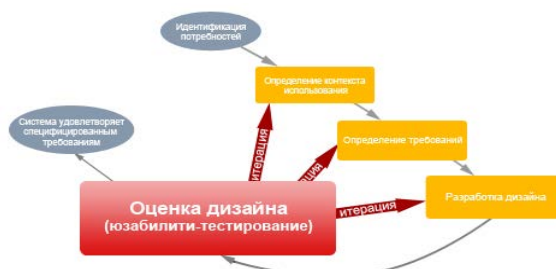 Идентификация
потребностей
Определение контекста
использования
Система удовлетворяет
специфицированным
требованиям
Определение требований
итерация
итерация
Разработка дизайна
итерация
Оценка дизайна
(юзабилити-тестирование)